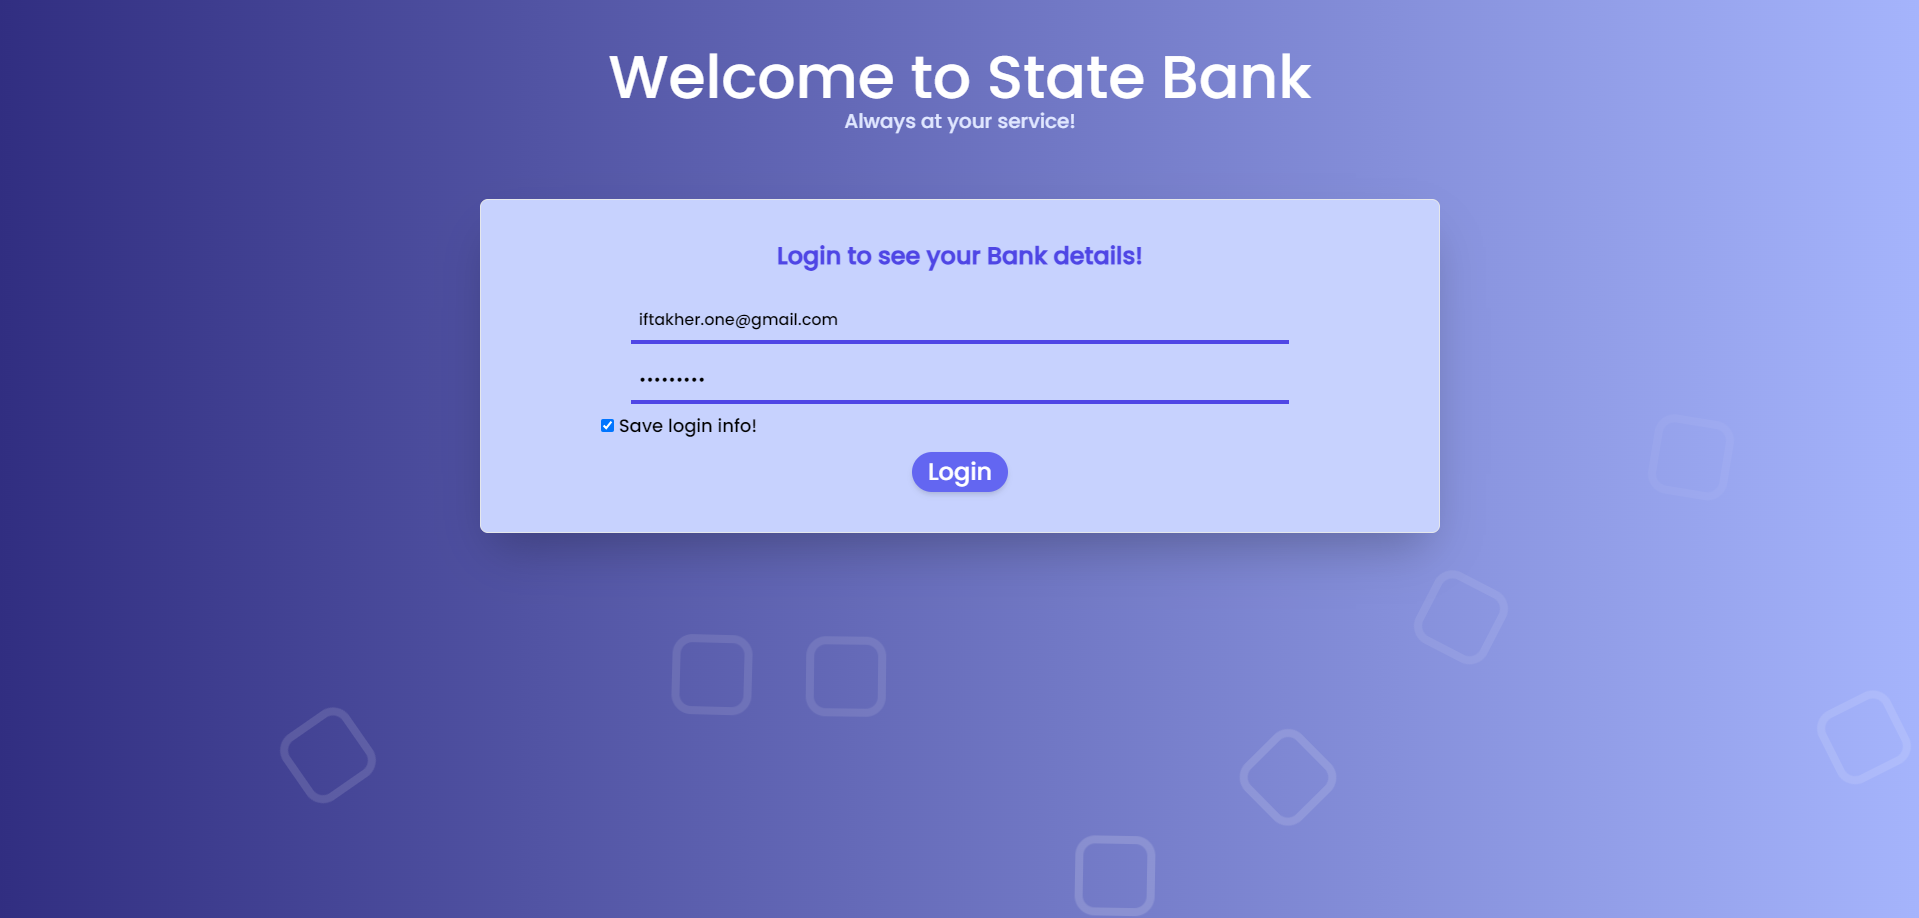 Welcome to State Bank
Always at your service!
Login to see your Bank details!
iftakher.one@gmail.com
•••••••••
Save login info!
Login